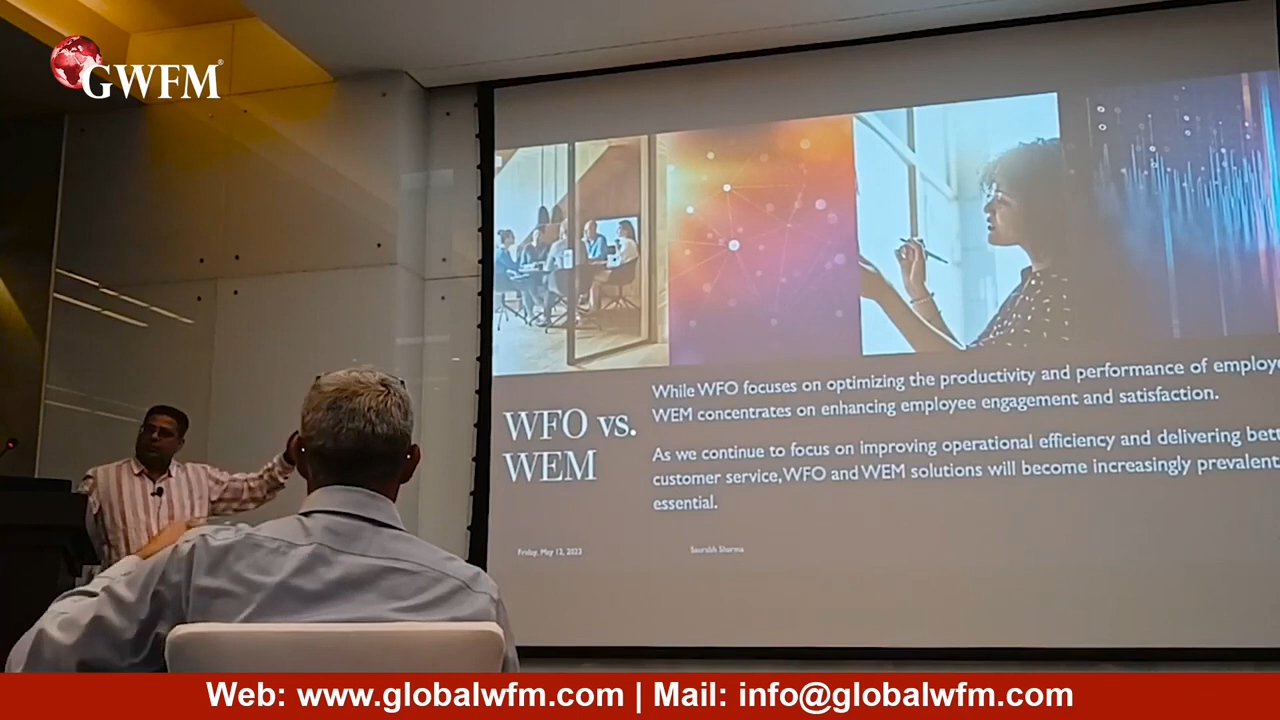 GWFM®
WFO vs.
WEM
While WFO focuses on optimizing the productivity and performance of
WEM concentrates on enhancing employee engagement and satisfaction.
As we continue to focus on improving operational efficiency and delivering
customer service, WFO and WEM solutions will become increasingly prevalent
essential.
Friday, May 12, 2023
Saurabh Sharma
Web: www.globalwfm.com | Mail: info@globalwfm.com